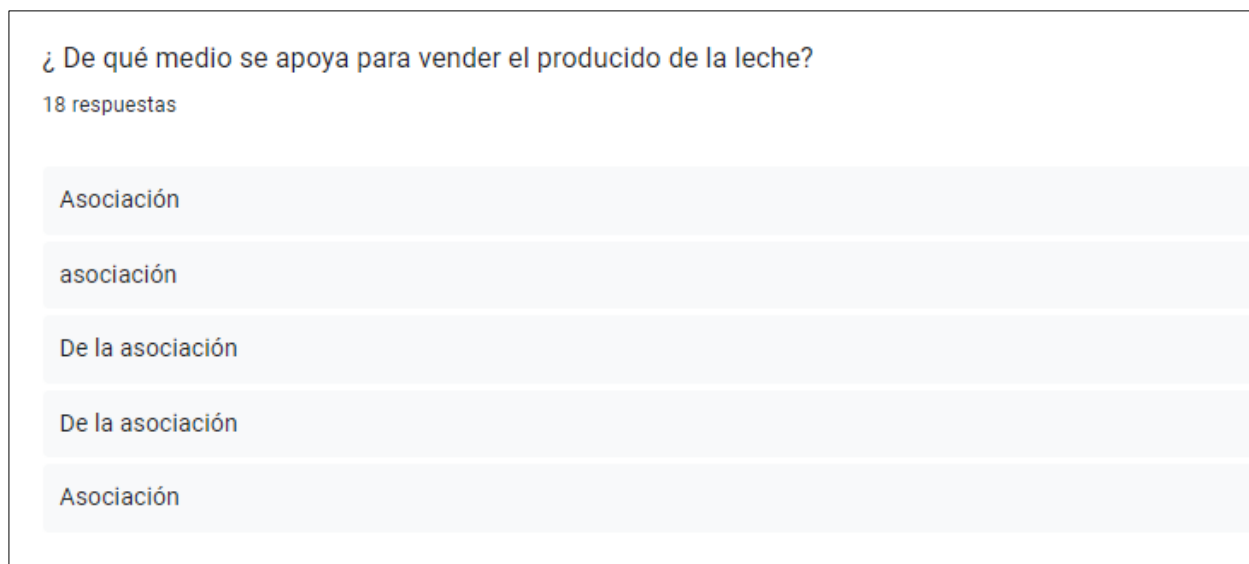 ¿ De qué medio se apoya para vender el producido de la leche?
18 respuestas
Asociación
asociación
De la asociación
De la asociación
Asociación